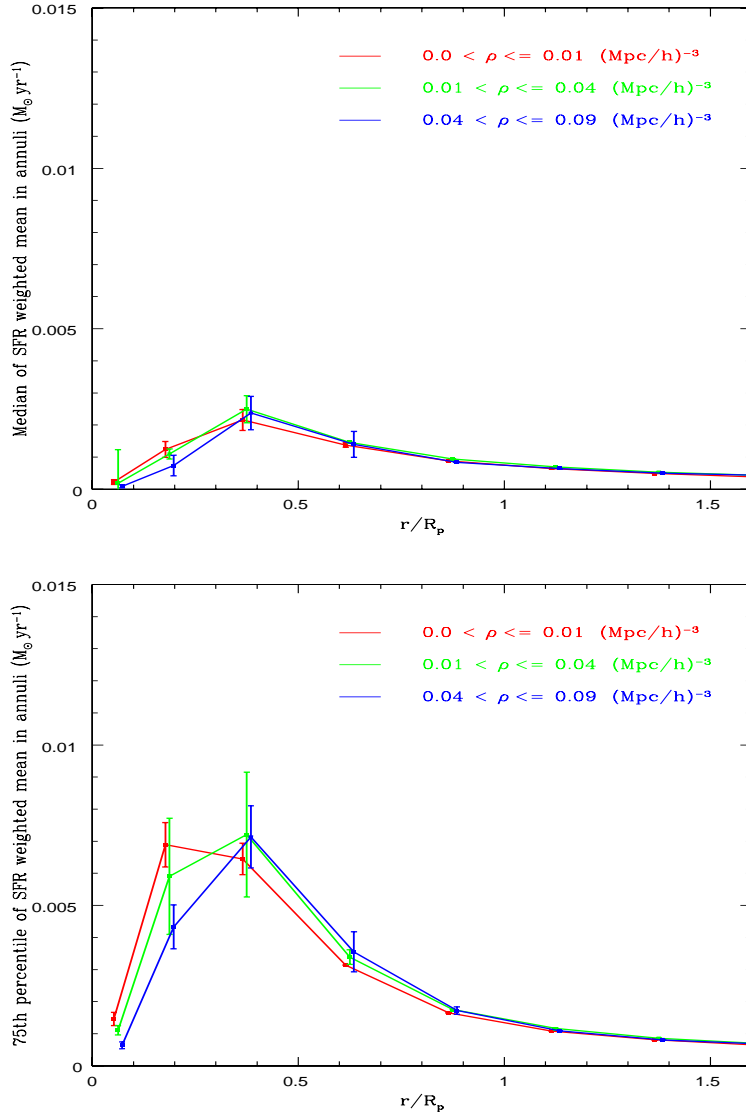 0.015
0.01
0.005
0
Median of SFR weighted mean in annuli (M⊙ yr⁻¹)
0.0 < ρ <= 0.01 (Mpc/h)⁻³
0.01 < ρ <= 0.04 (Mpc/h)⁻³
0.04 < ρ <= 0.09 (Mpc/h)⁻³
0 0.5 1 1.5
r/Rₚ
0.015
0.01
0.005
0
75th percentile of SFR weighted mean in annuli (M⊙ yr⁻¹)
0.0 < ρ <= 0.01 (Mpc/h)⁻³
0.01 < ρ <= 0.04 (Mpc/h)⁻³
0.04 < ρ <= 0.09 (Mpc/h)⁻³
0 0.5 1 1.5
r/Rₚ